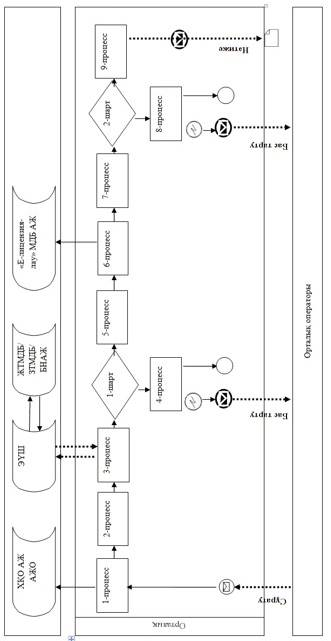 ХҚО АЖ
АЖО
ЭҮШ
ЖТМДБ/
ЗТМДБ/
БНАЖ
«Е-лицензия-
лау» МДБ АЖ
Орталық
1-процесс
2-процесс
3-процесс
1-шарт
4-процесс
5-процесс
6-процесс
7-процесс
2-шарт
8-процесс
9-процесс
Сұрату
Бас тарту
Бас тарту
Нәтиже
Орталық операторы